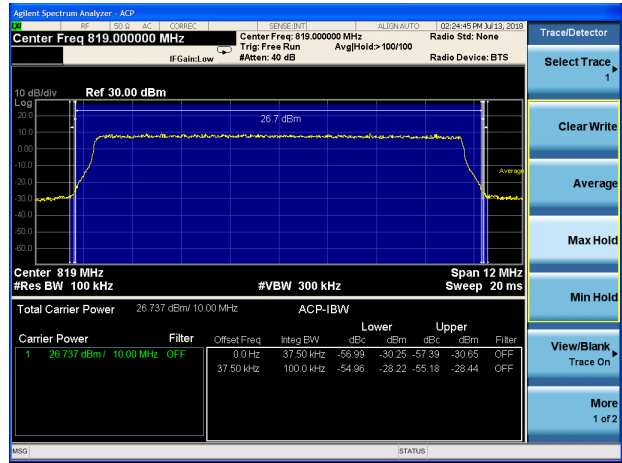 Agilent Spectrum Analyzer - ACP
LXI RF 50 Ω AC CORREC SENSE:INT ALIGN AUTO 02:24:45 PM Jul 13, 2018
Center Freq 819.000000 MHz Center Freq: 819.000000 MHz Radio Std: None
Trig: Free Run Avg|Hold:>100/100
IFGain:Low #Atten: 40 dB Radio Device: BTS
Trace/Detector
Select Trace
1
10 dB/div Ref 30.00 dBm
Log
20.0
10.0
0.00
-10.0
-20.0
-30.0
-40.0
-50.0
-60.0
26.7 dBm
Average
Clear Write
Average
Max Hold
Min Hold
View/Blank
Trace On
More
1 of 2
Center 819 MHz Span 12 MHz
#Res BW 100 kHz #VBW 300 kHz Sweep 20 ms
Total Carrier Power 26.737 dBm/ 10.00 MHz ACP-IBW
Lower Upper
Carrier Power Filter Offset Freq Integ BW dBc dBm dBc dBm Filter
1 26.737 dBm / 10.00 MHz OFF 0.0 Hz 37.50 kHz -56.99 -30.25 -57.39 -30.65 OFF
37.50 kHz 100.0 kHz -54.96 -28.22 -55.18 -28.44 OFF
MSG STATUS